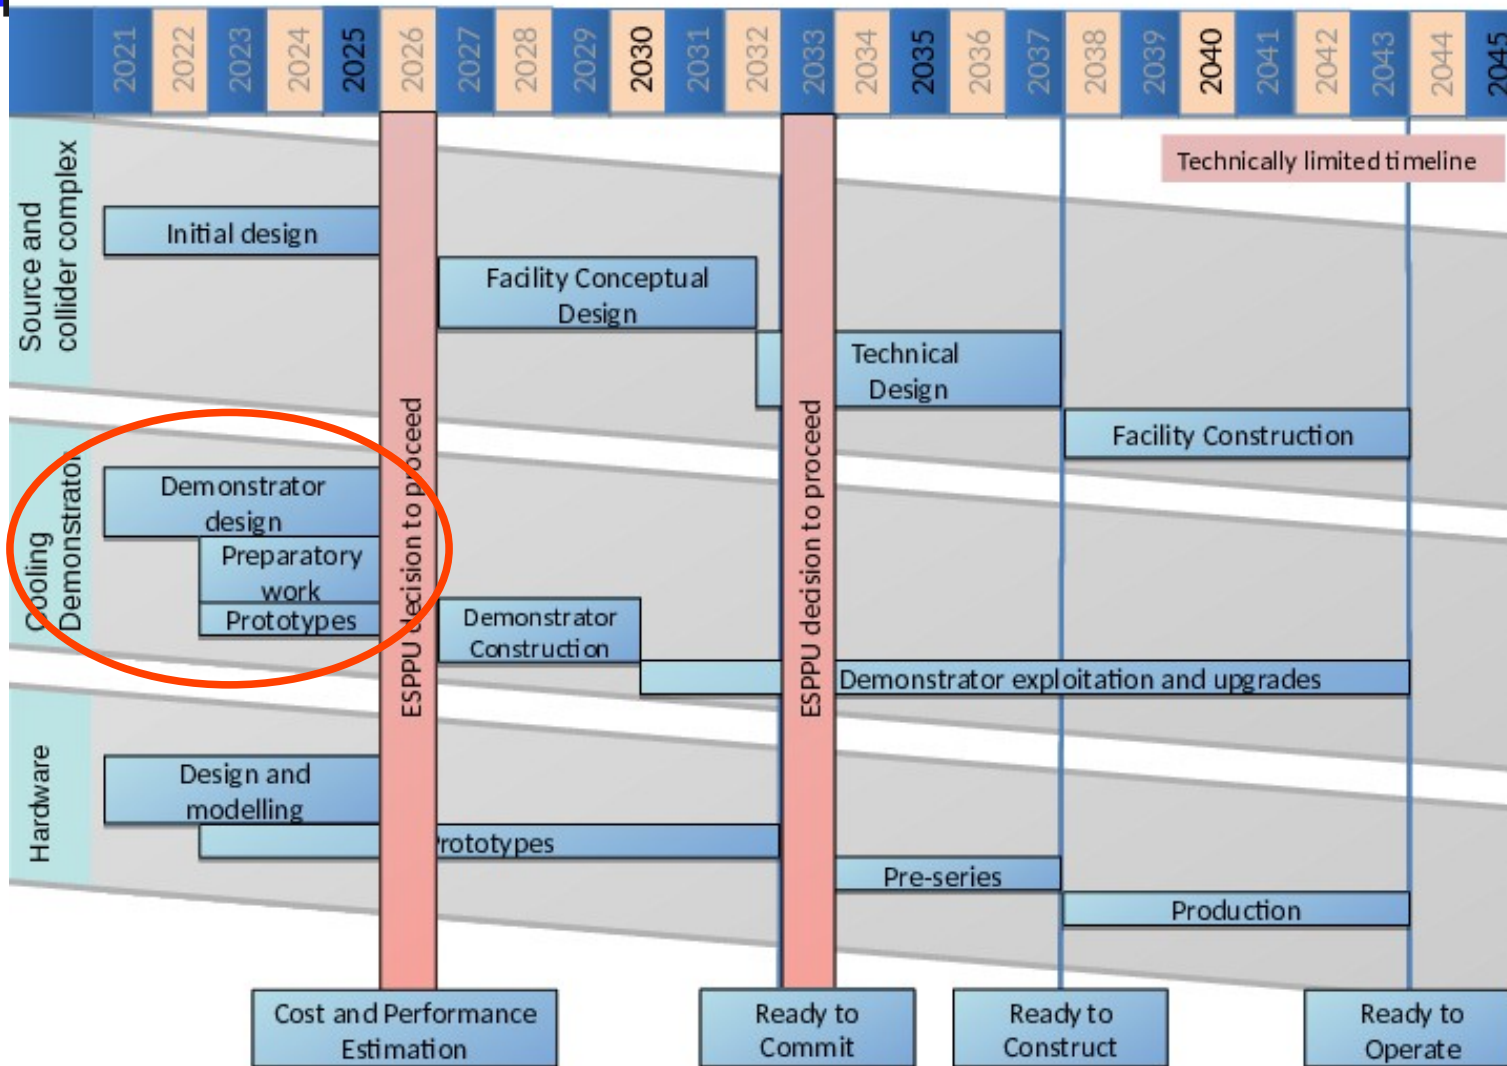 2021
2022
2023
2024
2025
2026
2027
2028
2029
2030
2031
2032
2033
2034
2035
2036
2037
2038
2039
2040
2041
2042
2043
2044
2045
Technically limited timeline
Source and
collider complex
Initial design
Facility Conceptual
Design
Technical
Design
Facility Construction
Cooling
Demonstrator
Demonstrator
design
Preparatory
work
Prototypes
Demonstrator
Construction
Demonstrator exploitation and upgrades
ESPPU decision to proceed
ESPPU decision to proceed
Hardware
Design and
modelling
Prototypes
Pre-series
Production
Cost and Performance
Estimation
Ready to
Commit
Ready to
Construct
Ready to
Operate